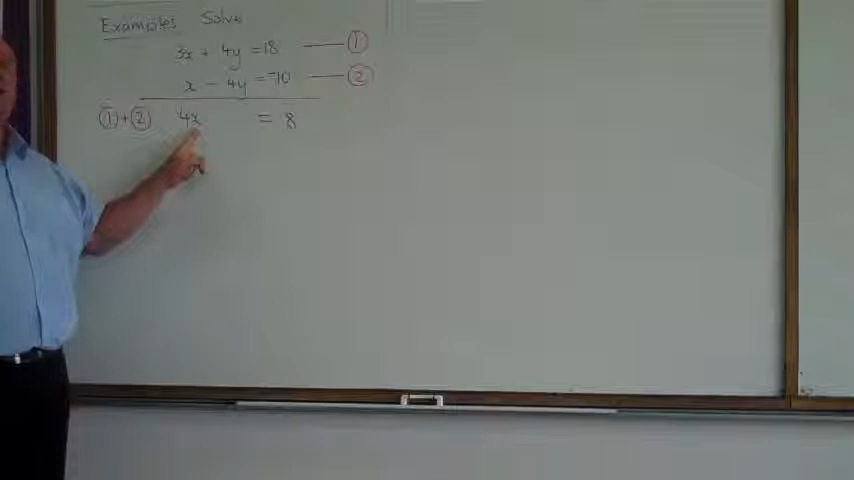 Examples Solve
3x + 4y = 18 —— ①
x - 4y = -10 —— ②
①+② 4x = 8